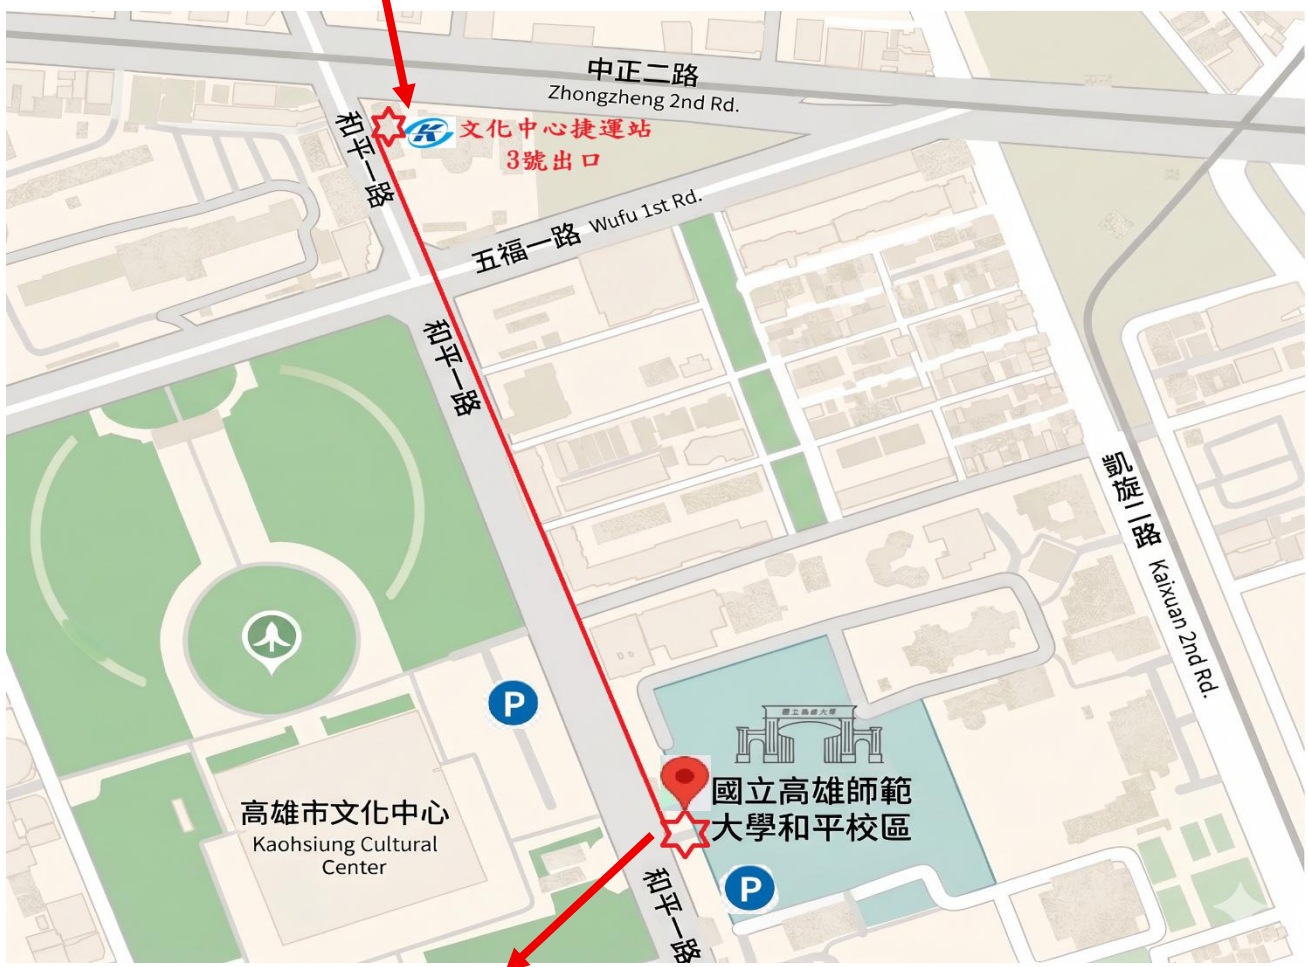 中正二路
Zhongzheng 2nd Rd.
和平一路
K
文化中心捷運站
3號出口
五福一路 Wufu 1st Rd.
和平一路
凱旋二路 Kaixuan 2nd Rd.
P
國立高雄師範
大學和平校區
高雄市文化中心
Kaohsiung Cultural
Center
P
和平一路